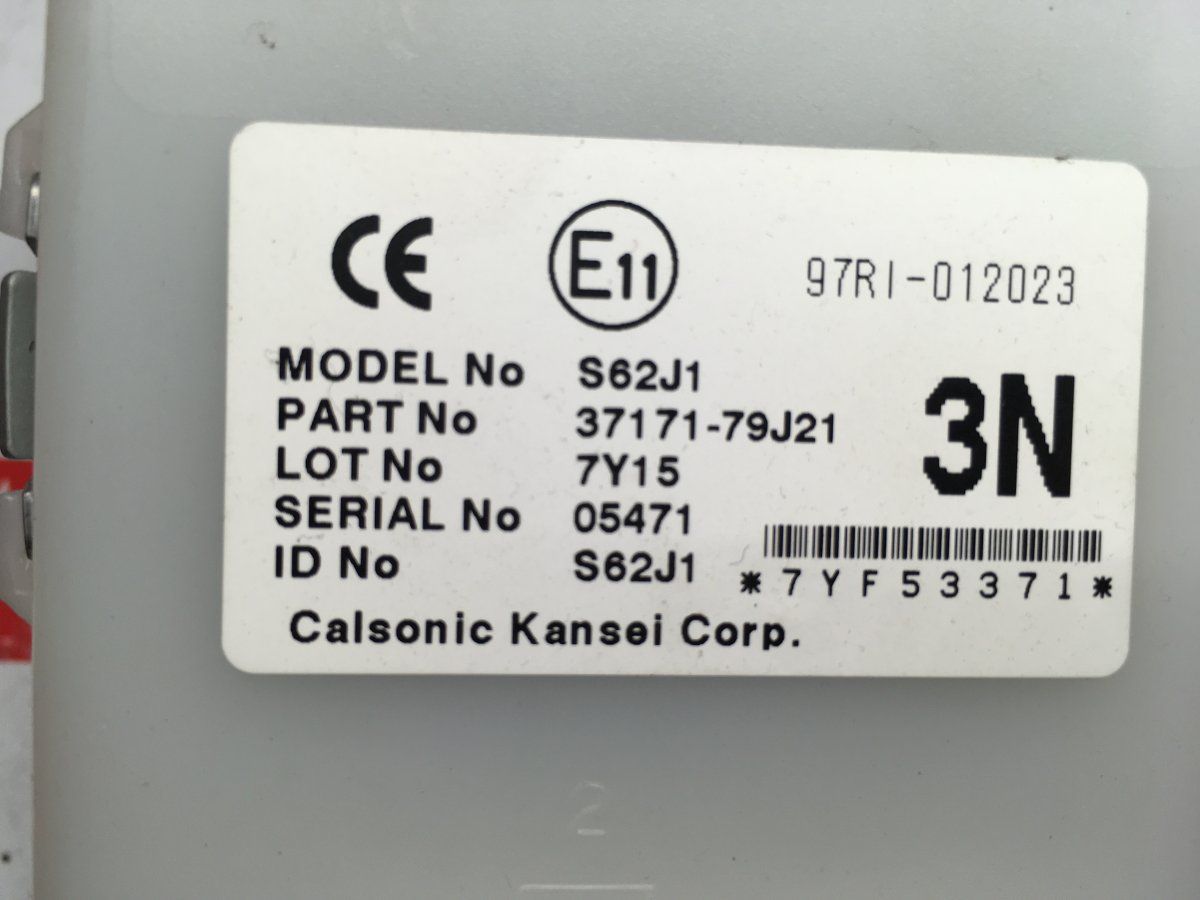 CE E11 97RI-012023
MODEL No S62J1
PART No 37171-79J21
3N
LOT No 7Y15
SERIAL No 05471
ID No S62J1
*7YF53371*
Calsonic Kansei Corp.
2